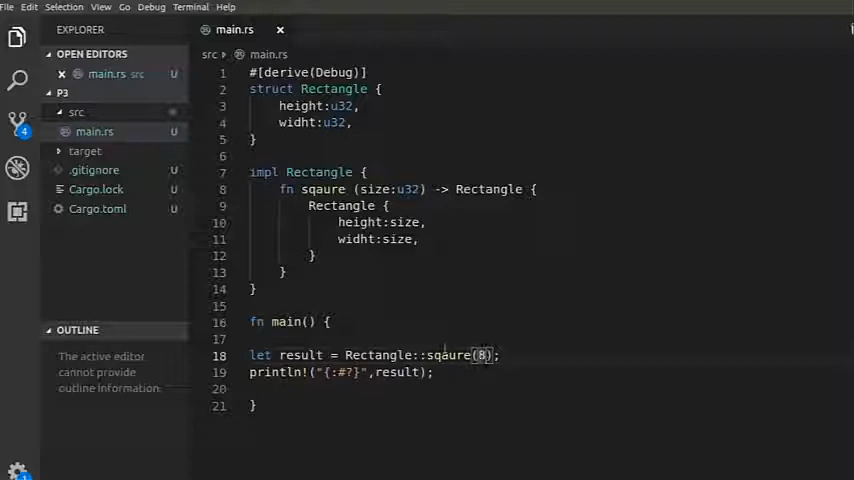 File Edit Selection View Go Debug Terminal Help
EXPLORER
OPEN EDITORS
main.rs src U
P3
src
main.rs U
target
.gitignore U
Cargo.lock U
Cargo.toml U
OUTLINE
The active editor
cannot provide
outline information.
4
1
main.rs
src main.rs
1 #[derive(Debug)]
2 struct Rectangle {
3 height:u32,
4 widht:u32,
5 }
6
7 impl Rectangle {
8 fn sqaure (size:u32) -> Rectangle {
9 Rectangle {
10 height:size,
11 widht:size,
12 }
13 }
14 }
15
16 fn main() {
17
18 let result = Rectangle::sqaure(8);
19 println!("{:#?}",result);
20
21 }